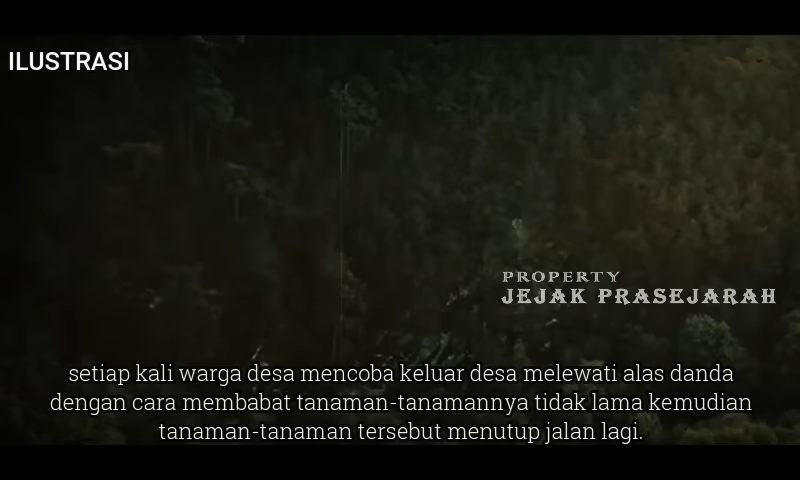 ILUSTRASI
PROPERTY
JEJAK PRASEJARAH
setiap kali warga desa mencoba keluar desa melewati alas danda
dengan cara membabat tanaman-tanamannya tidak lama kemudian
tanaman-tanaman tersebut menutup jalan lagi.